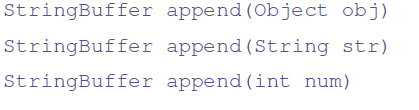 StringBuffer append(Object obj)
StringBuffer append(String str)
StringBuffer append(int num)